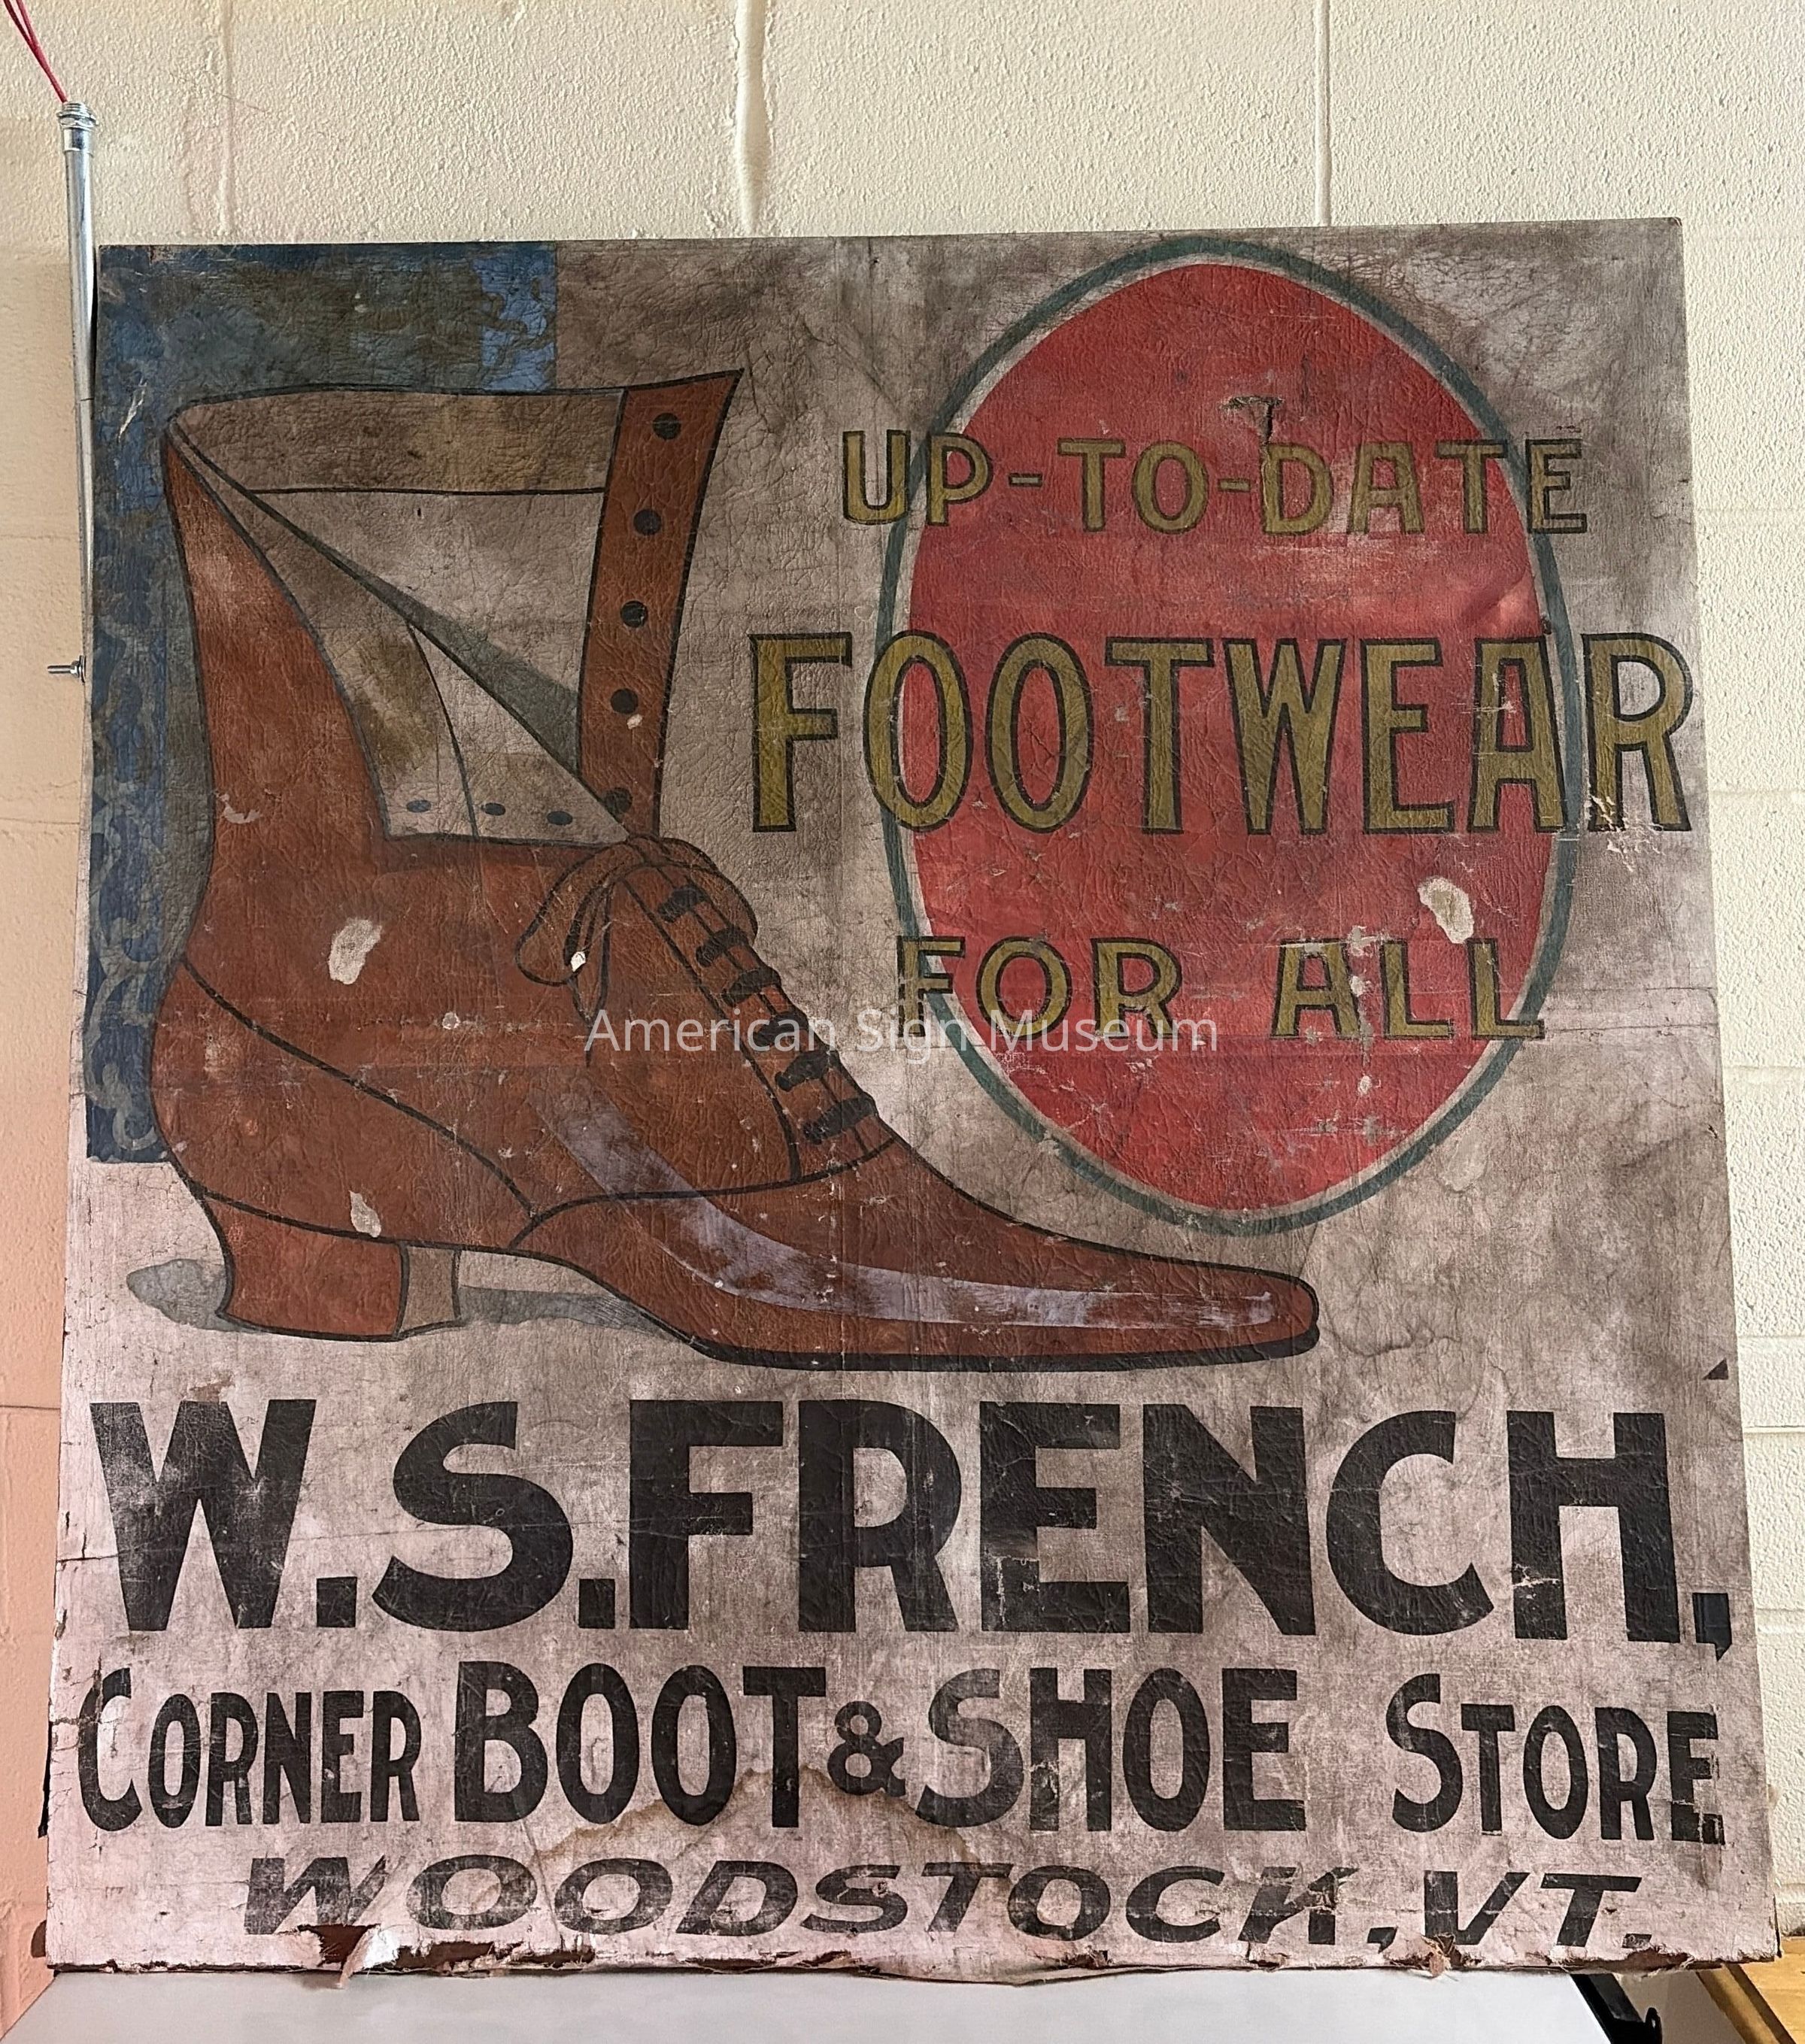 UP-TO-DATE
FOOTWEAR
FOR ALL
American Sign Museum
W.S.FRENCH,
CORNER BOOT & SHOE STORE
WOODSTOCK, VT.